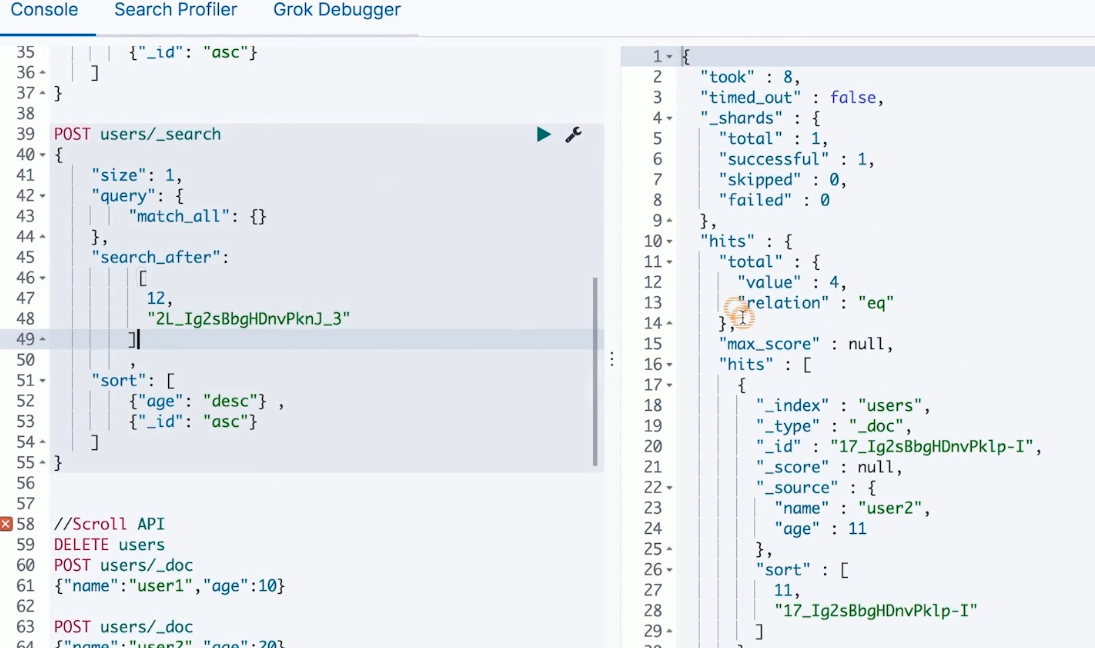 Console Search Profiler Grok Debugger
35 {"_id": "asc"}
36 ]
37 }
38
39 POST users/_search
40 {
41 "size": 1,
42 "query": {
43 "match_all": {}
44 },
45 "search_after":
46 [
47 12,
48 "2L_Ig2sBbgHDnvPknJ_3"
49 ]
50 ,
51 "sort": [
52 {"age": "desc"} ,
53 {"_id": "asc"}
54 ]
55 }
56
57
58 //Scroll API
59 DELETE users
60 POST users/_doc
61 {"name":"user1","age":10}
62
63 POST users/_doc
64 {"name":"user2","age":20}
1 {
2 "took" : 8,
3 "timed_out" : false,
4 "_shards" : {
5 "total" : 1,
6 "successful" : 1,
7 "skipped" : 0,
8 "failed" : 0
9 },
10 "hits" : {
11 "total" : {
12 "value" : 4,
13 "relation" : "eq"
14 },
15 "max_score" : null,
16 "hits" : [
17 {
18 "_index" : "users",
19 "_type" : "_doc",
20 "_id" : "17_Ig2sBbgHDnvPklp-I",
21 "_score" : null,
22 "_source" : {
23 "name" : "user2",
24 "age" : 11
25 },
26 "sort" : [
27 11,
28 "17_Ig2sBbgHDnvPklp-I"
29 ]